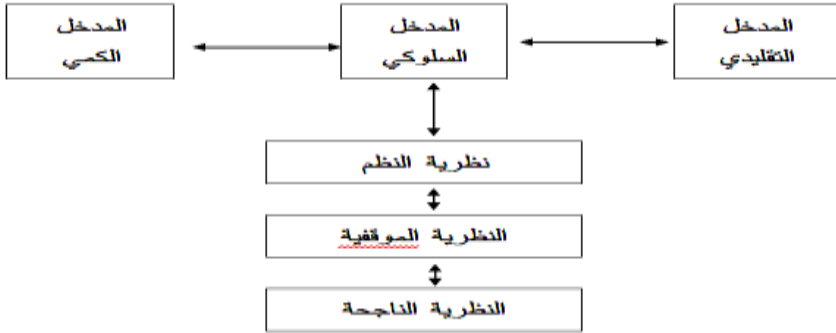 المدخل
التقليدي
المدخل
السلوكي
المدخل
الكمي
نظرية النظم
النظرية الموقفية
النظرية الناجحة